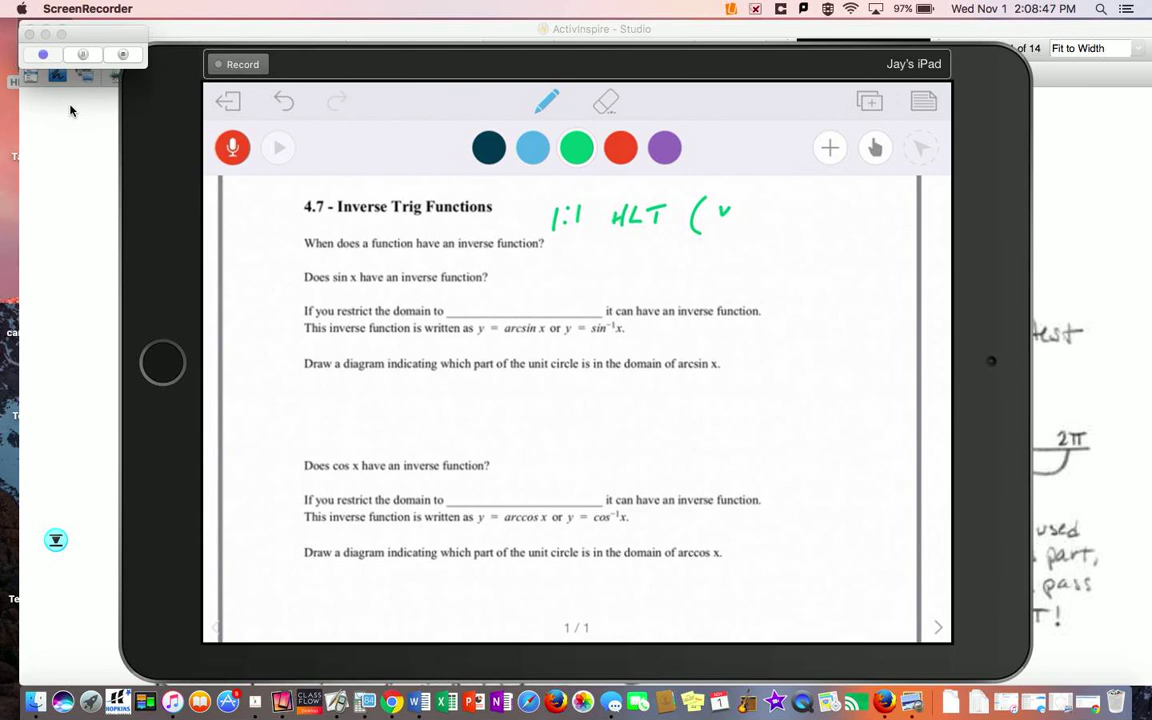 ScreenRecorder
97%
Wed Nov 1 2:08:47 PM
ActivInspire - Studio
of 14
Fit to Width
Record
Jay's iPad
4.7 - Inverse Trig Functions
1:1 HLT (
When does a function have an inverse function?
Does sin x have an inverse function?
If you restrict the domain to ____________________ it can have an inverse function.
This inverse function is written as y = arcsin x or y = sin⁻¹x.
Draw a diagram indicating which part of the unit circle is in the domain of arcsin x.
Does cos x have an inverse function?
If you restrict the domain to ____________________ it can have an inverse function.
This inverse function is written as y = arccos x or y = cos⁻¹x.
Draw a diagram indicating which part of the unit circle is in the domain of arccos x.
1 / 1
test
2π
used
part,
pass
T!